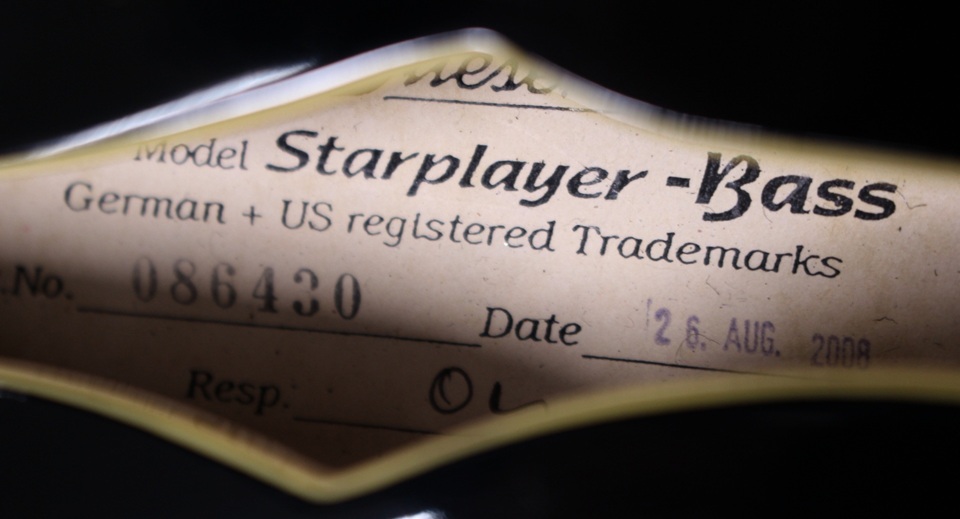 Model Starplayer -Bass
German + US registered Trademarks
.No. 086430 Date 26. AUG. 2008
Resp.